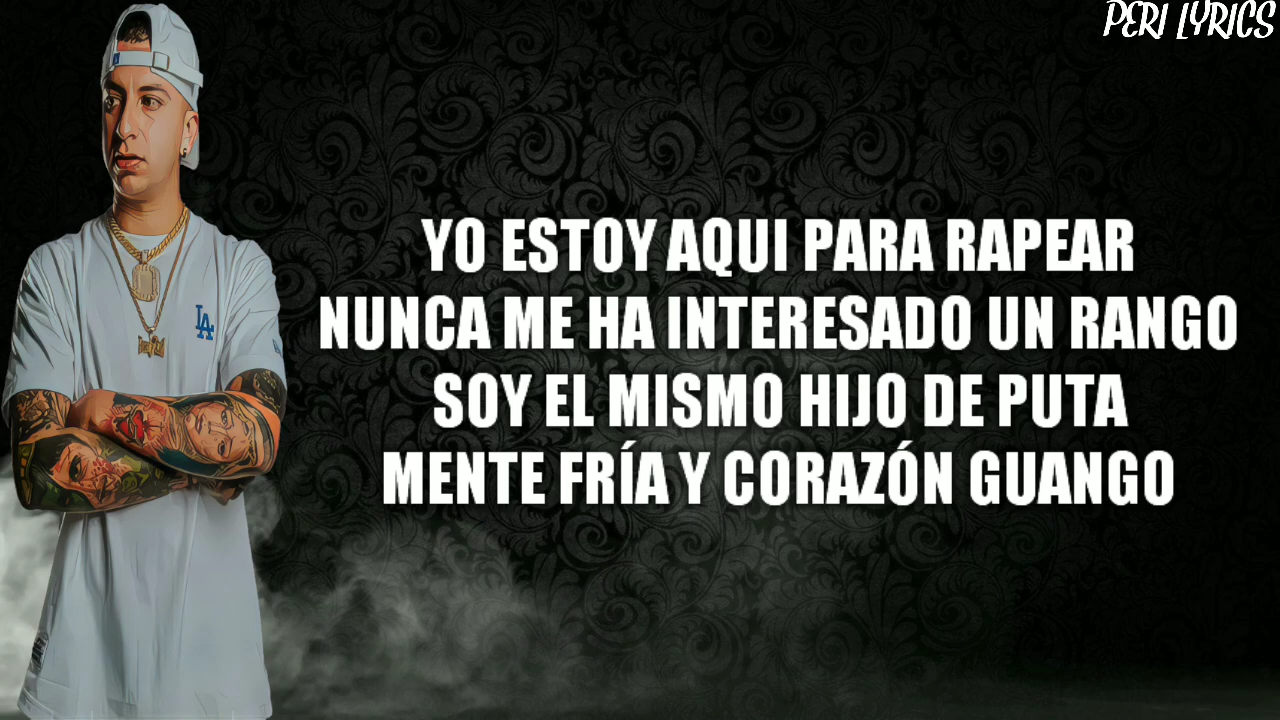 PERI LYRICS
YO ESTOY AQUI PARA RAPEAR
NUNCA ME HA INTERESADO UN RANGO
SOY EL MISMO HIJO DE PUTA
MENTE FRÍA Y CORAZÓN GUANGO
LA